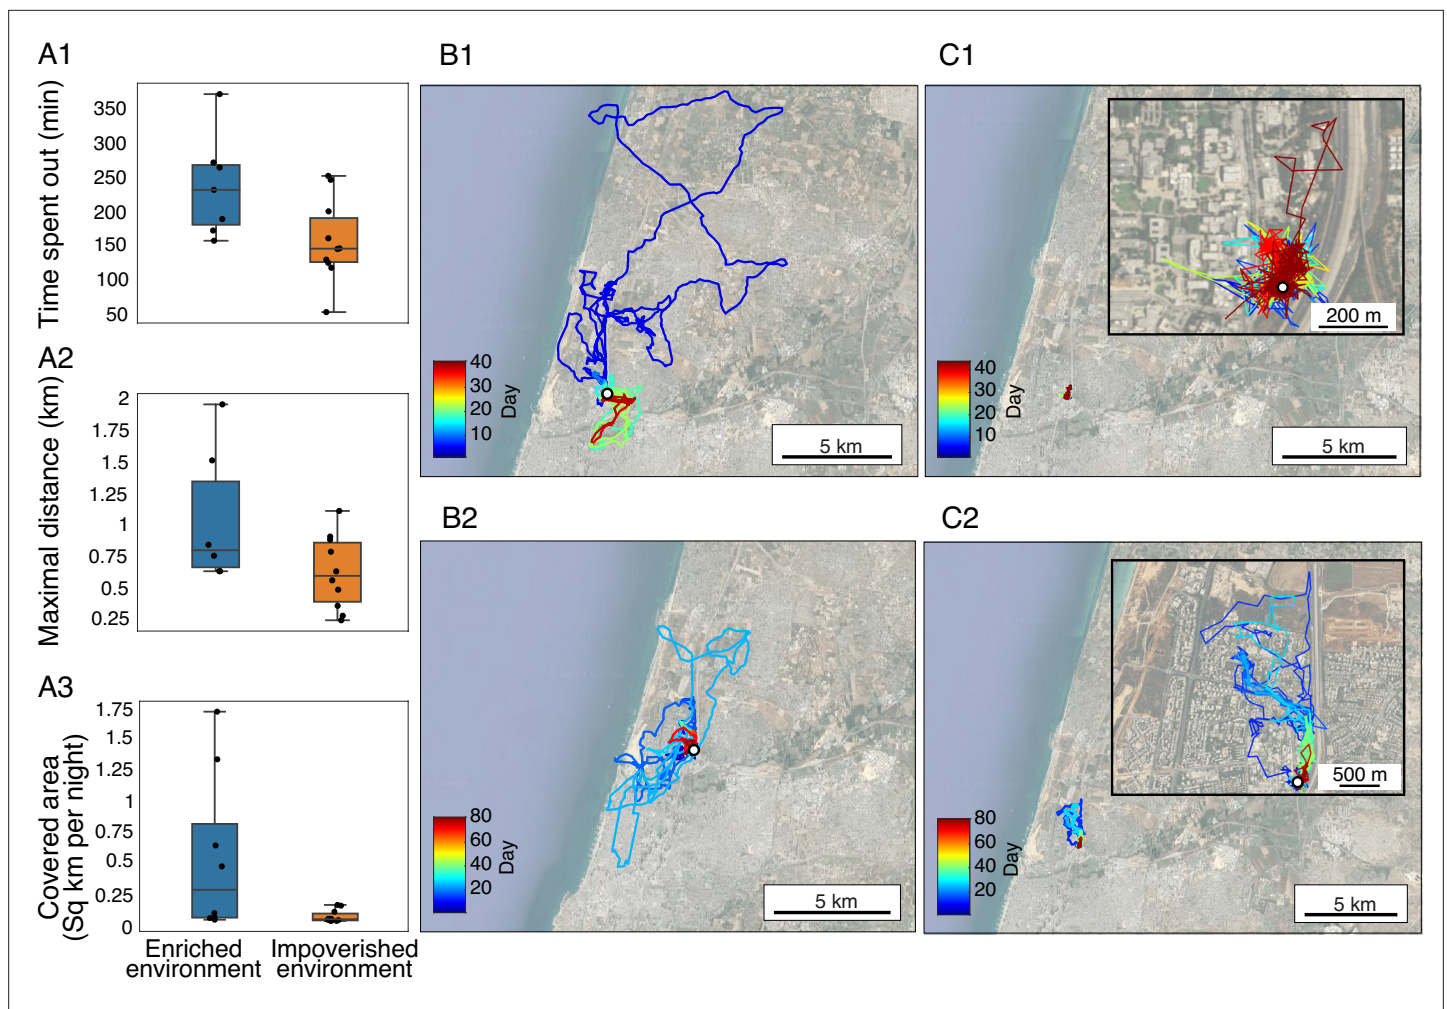 A1
Time spent out (min)
350
300
250
200
150
100
50
A2
Maximal distance (km)
2
1.75
1.5
1.25
1
0.75
0.5
0.25
A3
Covered area
(Sq km per night)
1.75
1.5
1.25
1
0.75
0.5
0.25
0
Enriched
environment
Impoverished
environment
B1
40
30
20
10
Day
5 km
C1
200 m
40
30
20
10
Day
5 km
B2
80
60
40
20
Day
5 km
C2
500 m
80
60
40
20
Day
5 km